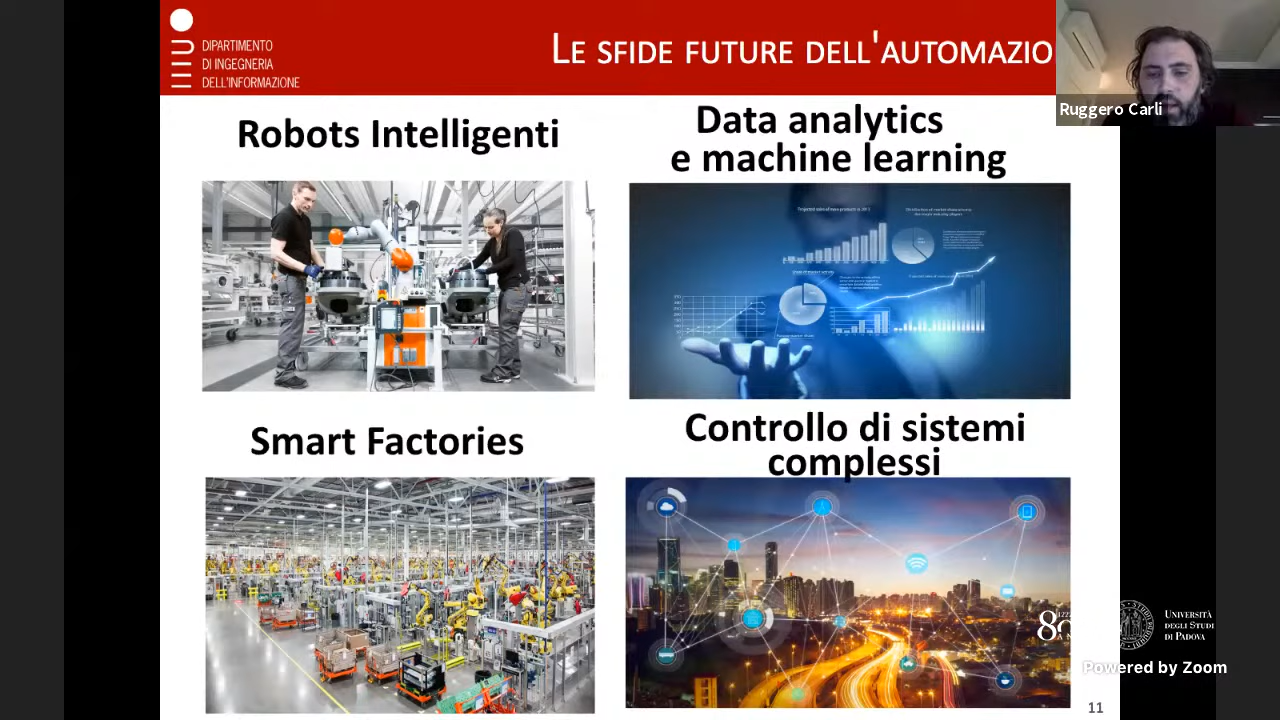 DIPARTIMENTO
DI INGEGNERIA
DELL'INFORMAZIONE
LE SFIDE FUTURE DELL'AUTOMAZIO
Ruggero Carli
Robots Intelligenti
Data analytics
e machine learning
Smart Factories
Controllo di sistemi
complessi
UNIVERSITÀ
DEGLI STUDI
DI PADOVA
Powered by Zoom
11